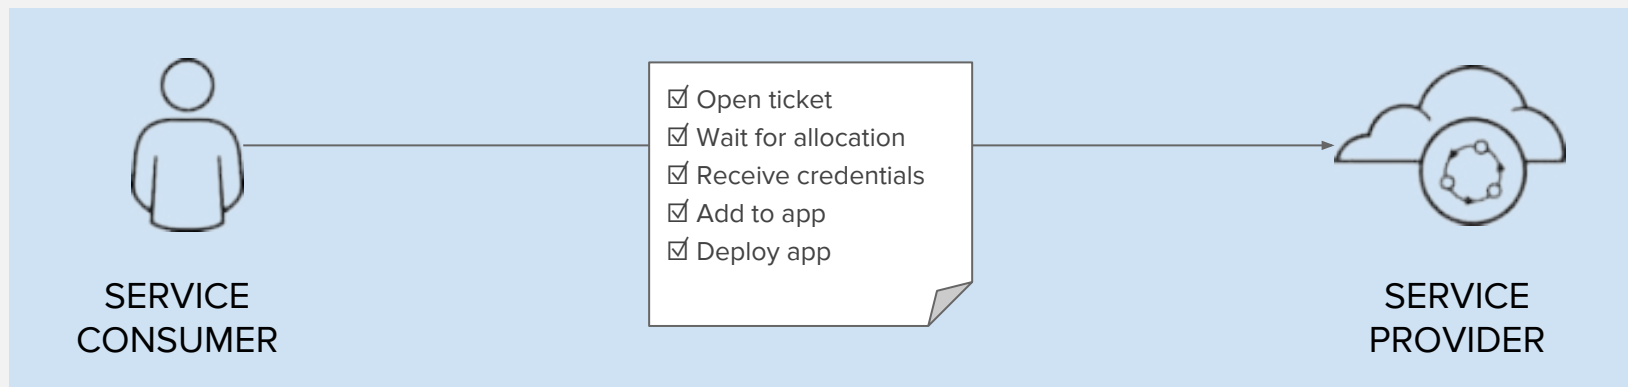 ☑ Open ticket
☑ Wait for allocation
☑ Receive credentials
☑ Add to app
☑ Deploy app
SERVICE
CONSUMER
SERVICE
PROVIDER